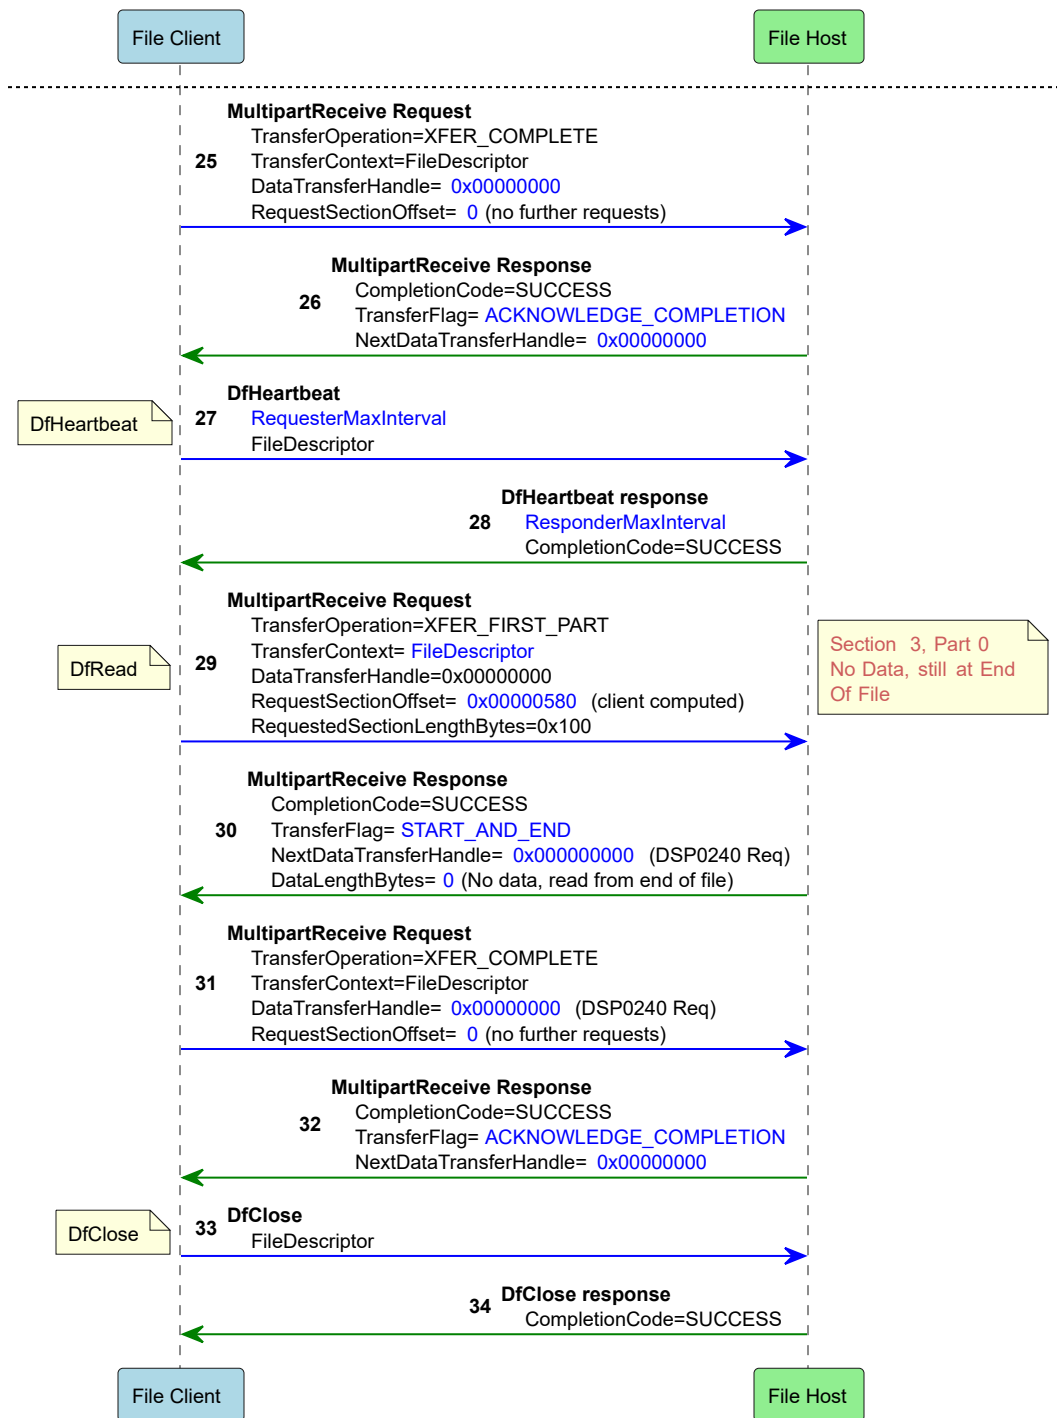 File Client
File Host
MultipartReceive Request
TransferOperation=XFER_COMPLETE
25 TransferContext=FileDescriptor
DataTransferHandle= 0x00000000
RequestSectionOffset= 0 (no further requests)
MultipartReceive Response
CompletionCode=SUCCESS
26
TransferFlag= ACKNOWLEDGE_COMPLETION
NextDataTransferHandle= 0x00000000
DfHeartbeat
DfHeartbeat
27 RequesterMaxInterval
FileDescriptor
DfHeartbeat response
28 ResponderMaxInterval
CompletionCode=SUCCESS
MultipartReceive Request
TransferOperation=XFER_FIRST_PART
TransferContext= FileDescriptor
DfRead
29
DataTransferHandle=0x00000000
RequestSectionOffset= 0x00000580 (client computed)
RequestedSectionLengthBytes=0x100
Section 3, Part 0
No Data, still at End
Of File
MultipartReceive Response
CompletionCode=SUCCESS
30 TransferFlag= START_AND_END
NextDataTransferHandle= 0x000000000 (DSP0240 Req)
DataLengthBytes= 0 (No data, read from end of file)
MultipartReceive Request
TransferOperation=XFER_COMPLETE
31 TransferContext=FileDescriptor
DataTransferHandle= 0x00000000 (DSP0240 Req)
RequestSectionOffset= 0 (no further requests)
MultipartReceive Response
CompletionCode=SUCCESS
32
TransferFlag= ACKNOWLEDGE_COMPLETION
NextDataTransferHandle= 0x00000000
DfClose
33 DfClose
FileDescriptor
34 DfClose response
CompletionCode=SUCCESS
File Client
File Host